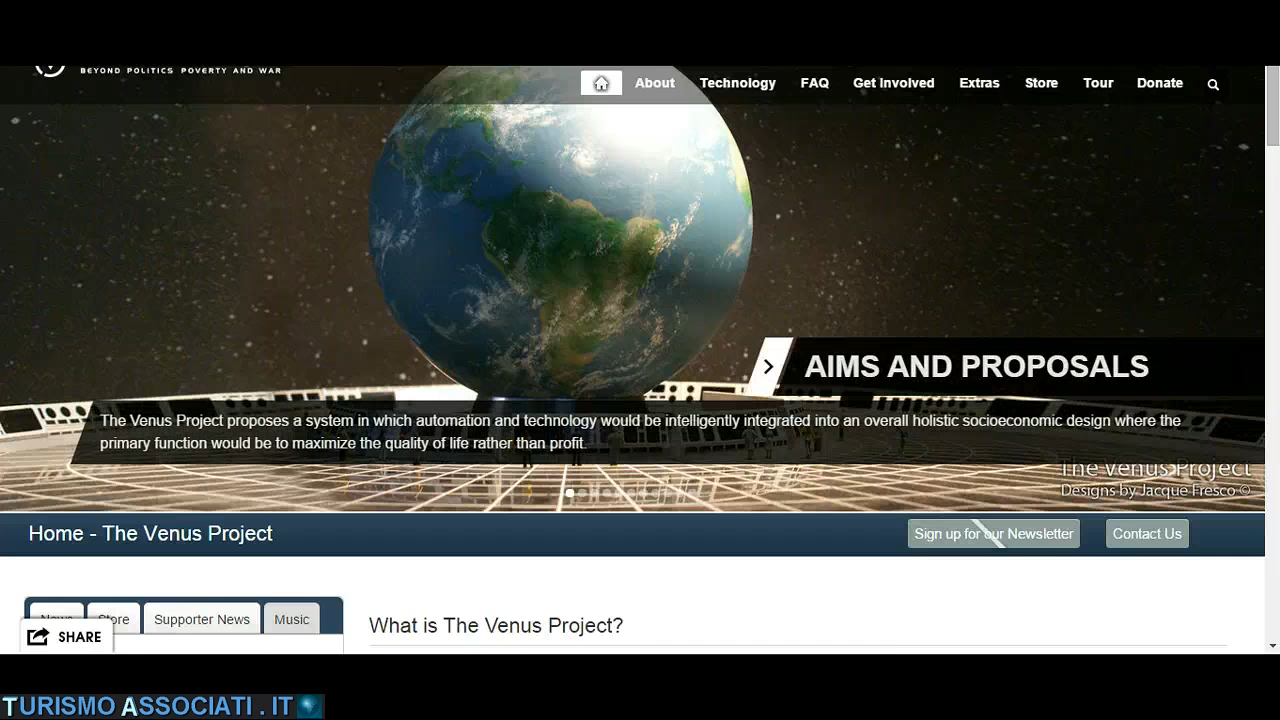 BEYOND POLITICS POVERTY AND WAR
About Technology FAQ Get Involved Extras Store Tour Donate
AIMS AND PROPOSALS
The Venus Project proposes a system in which automation and technology would be intelligently integrated into an overall holistic socioeconomic design where the
primary function would be to maximize the quality of life rather than profit.
The Venus Project
Designs by Jacque Fresco ©
Home - The Venus Project
Sign up for our Newsletter Contact Us
News Store Supporter News Music
SHARE
What is The Venus Project?
TURISMO ASSOCIATI . IT